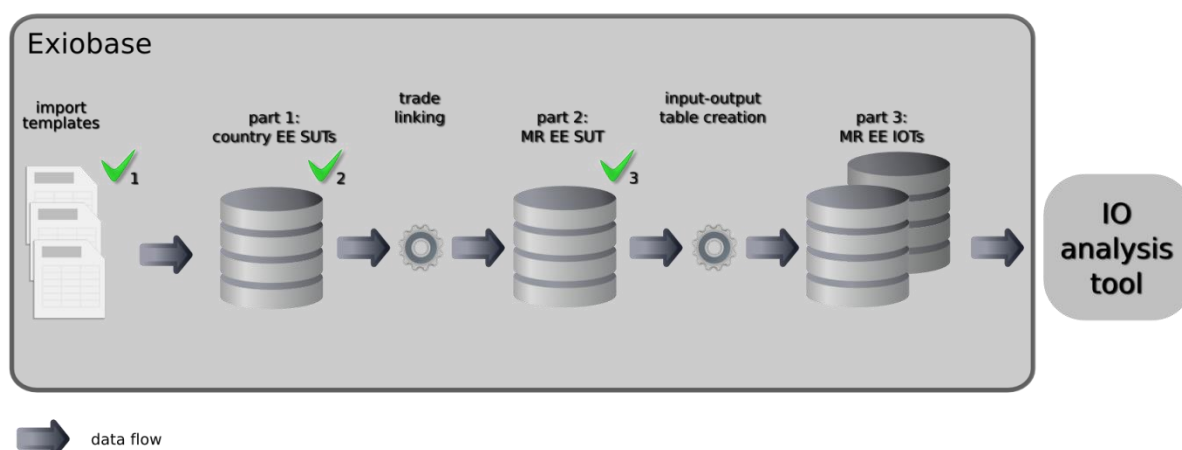 Exiobase
import
templates
part 1:
country EE SUTs
trade
linking
part 2:
MR EE SUT
input-output
table creation
part 3:
MR EE IOTs
1
2
3
IO
analysis
tool
data flow